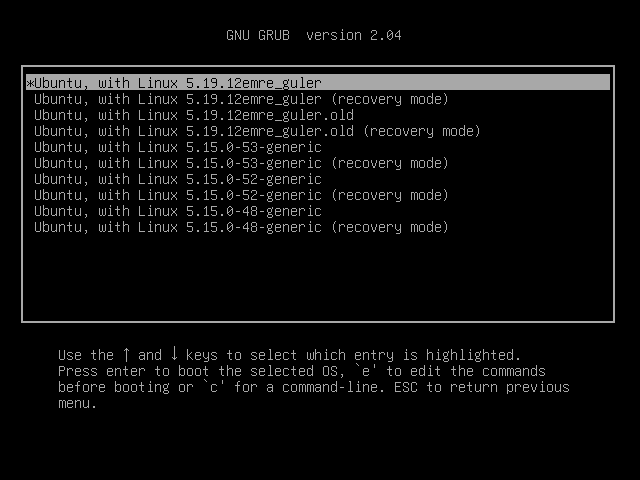 GNU GRUB  version 2.04
*Ubuntu, with Linux 5.19.12emre_guler
Ubuntu, with Linux 5.19.12emre_guler (recovery mode)
Ubuntu, with Linux 5.19.12emre_guler.old
Ubuntu, with Linux 5.19.12emre_guler.old (recovery mode)
Ubuntu, with Linux 5.15.0-53-generic
Ubuntu, with Linux 5.15.0-53-generic (recovery mode)
Ubuntu, with Linux 5.15.0-52-generic
Ubuntu, with Linux 5.15.0-52-generic (recovery mode)
Ubuntu, with Linux 5.15.0-48-generic
Ubuntu, with Linux 5.15.0-48-generic (recovery mode)
Use the ↑ and ↓ keys to select which entry is highlighted.
Press enter to boot the selected OS, `e' to edit the commands
before booting or `c' for a command-line. ESC to return previous
menu.